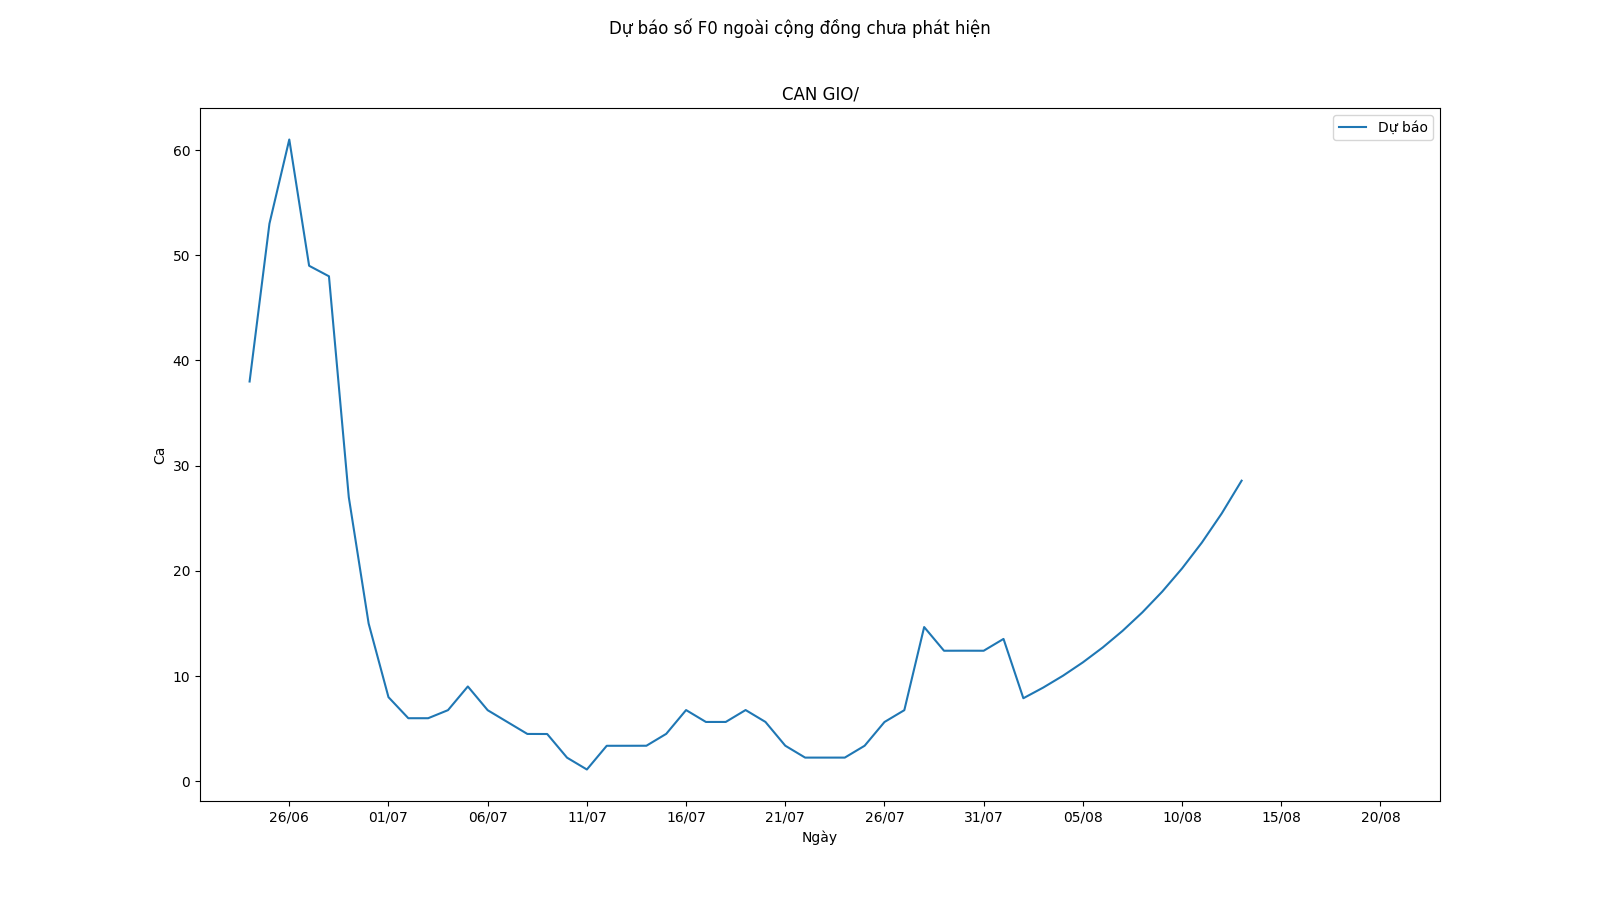 Dự báo số F0 ngoài cộng đồng chưa phát hiện
CAN GIO/
Dự báo
60
50
40
30
20
10
0
Ca
26/06 01/07 06/07 11/07 16/07 21/07 26/07 31/07 05/08 10/08 15/08 20/08
Ngày